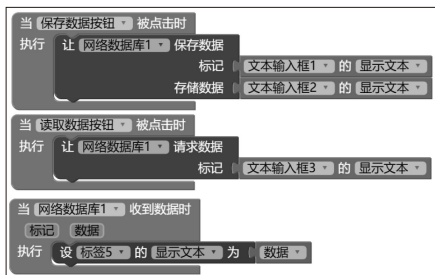 当 保存数据按钮 被点击时
执行 让 网络数据库1 保存数据
标记 文本输入框1 的 显示文本
存储数据 文本输入框2 的 显示文本
当 读取数据按钮 被点击时
执行 让 网络数据库1 请求数据
标记 文本输入框3 的 显示文本
当 网络数据库1 收到数据时
标记 数据
执行 设 标签5 的 显示文本 为 数据